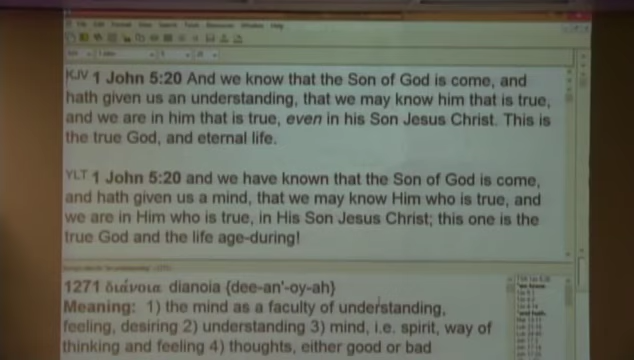 KJV 1 John 5:20 And we know that the Son of God is come, and
hath given us an understanding, that we may know him that is true,
and we are in him that is true, even in his Son Jesus Christ. This is
the true God, and eternal life.
YLT 1 John 5:20 and we have known that the Son of God is come,
and hath given us a mind, that we may know Him who is true, and
we are in Him who is true, in His Son Jesus Christ; this one is the
true God and the life age-during!
1271 διάνοια dianoia {dee-an'-oy-ah}
Meaning: 1) the mind as a faculty of understanding,
feeling, desiring 2) understanding 3) mind, i.e. spirit, way of
thinking and feeling 4) thoughts, either good or bad